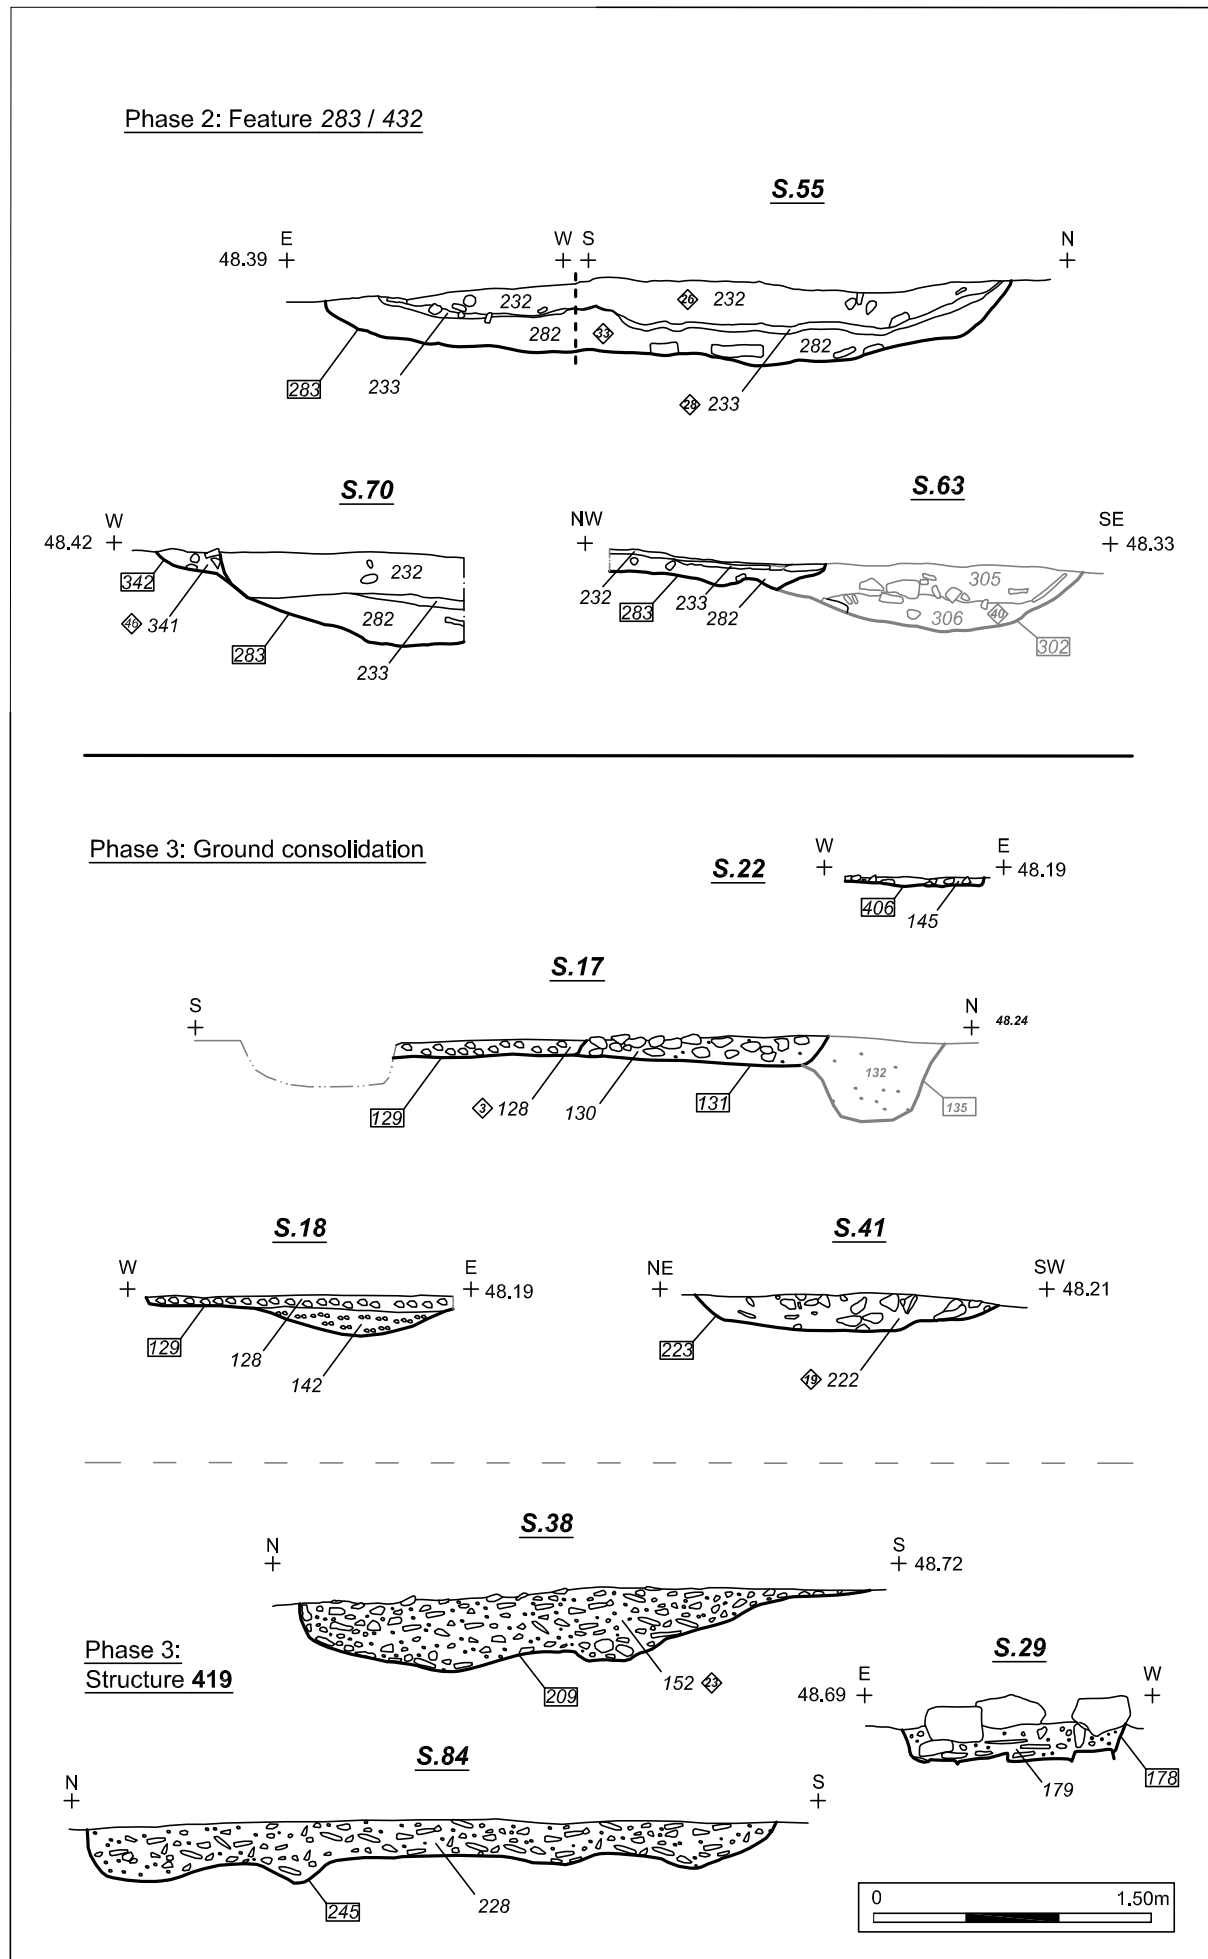 Phase 2: Feature 283 / 432
S.55
E W S N
48.39
232 26 232
282 33 282
283 233
28 233
S.70
W
48.42
232
342
46 341
282
283
233
S.63
NW SE
48.33
305
232 283 233 282
306 40
302
Phase 3: Ground consolidation
S.22
W E
48.19
406 145
S.17
S N
48.24
132
129 3 128 130 131 135
S.18
W E
48.19
129 128
142
S.41
NE SW
48.21
223
19 222
S.38
N S
48.72
Phase 3:
Structure 419
209 152 23
S.29
E W
48.69
179 178
S.84
N S
245 228
0 1.50m